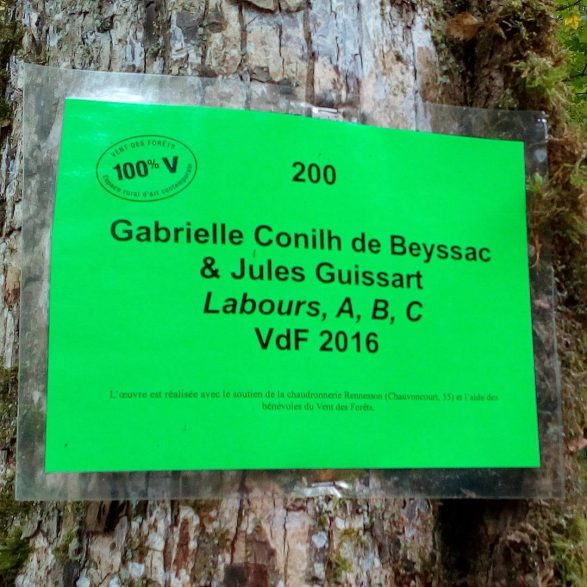 VENT DES FORÊTS
100% V
Espace rural d'art contemporain
200
Gabrielle Conilh de Beyssac
& Jules Guissart
Labours, A, B, C
VdF 2016
L'œuvre est réalisée avec le soutien de la chaudronnerie Rennesson (Chauvoncourt, 55) et l'aide des
bénévoles du Vent des Forêts.